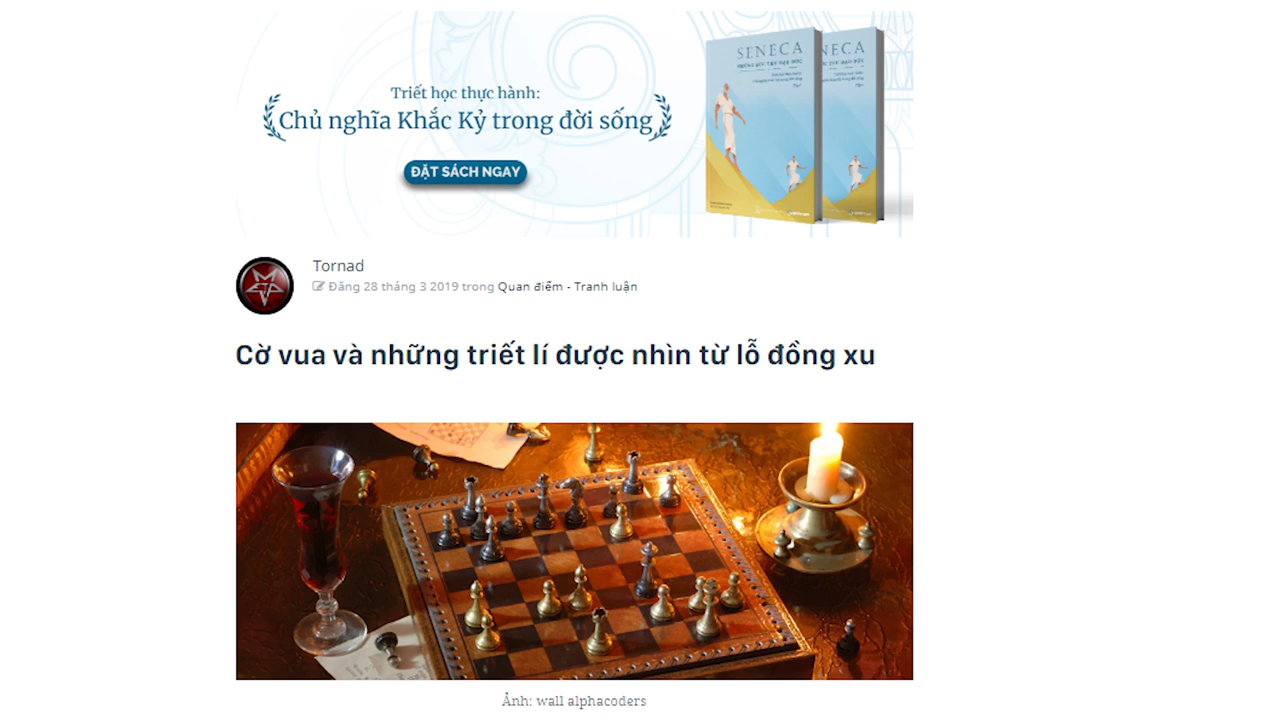 Triết học thực hành:
Chủ nghĩa Khắc Kỷ trong đời sống
ĐẶT SÁCH NGAY
SENECA
NECA
Tornad
Đăng 28 tháng 3 2019 trong Quan điểm - Tranh luận
Cờ vua và những triết lí được nhìn từ lỗ đồng xu
Ảnh: wall alphacoders